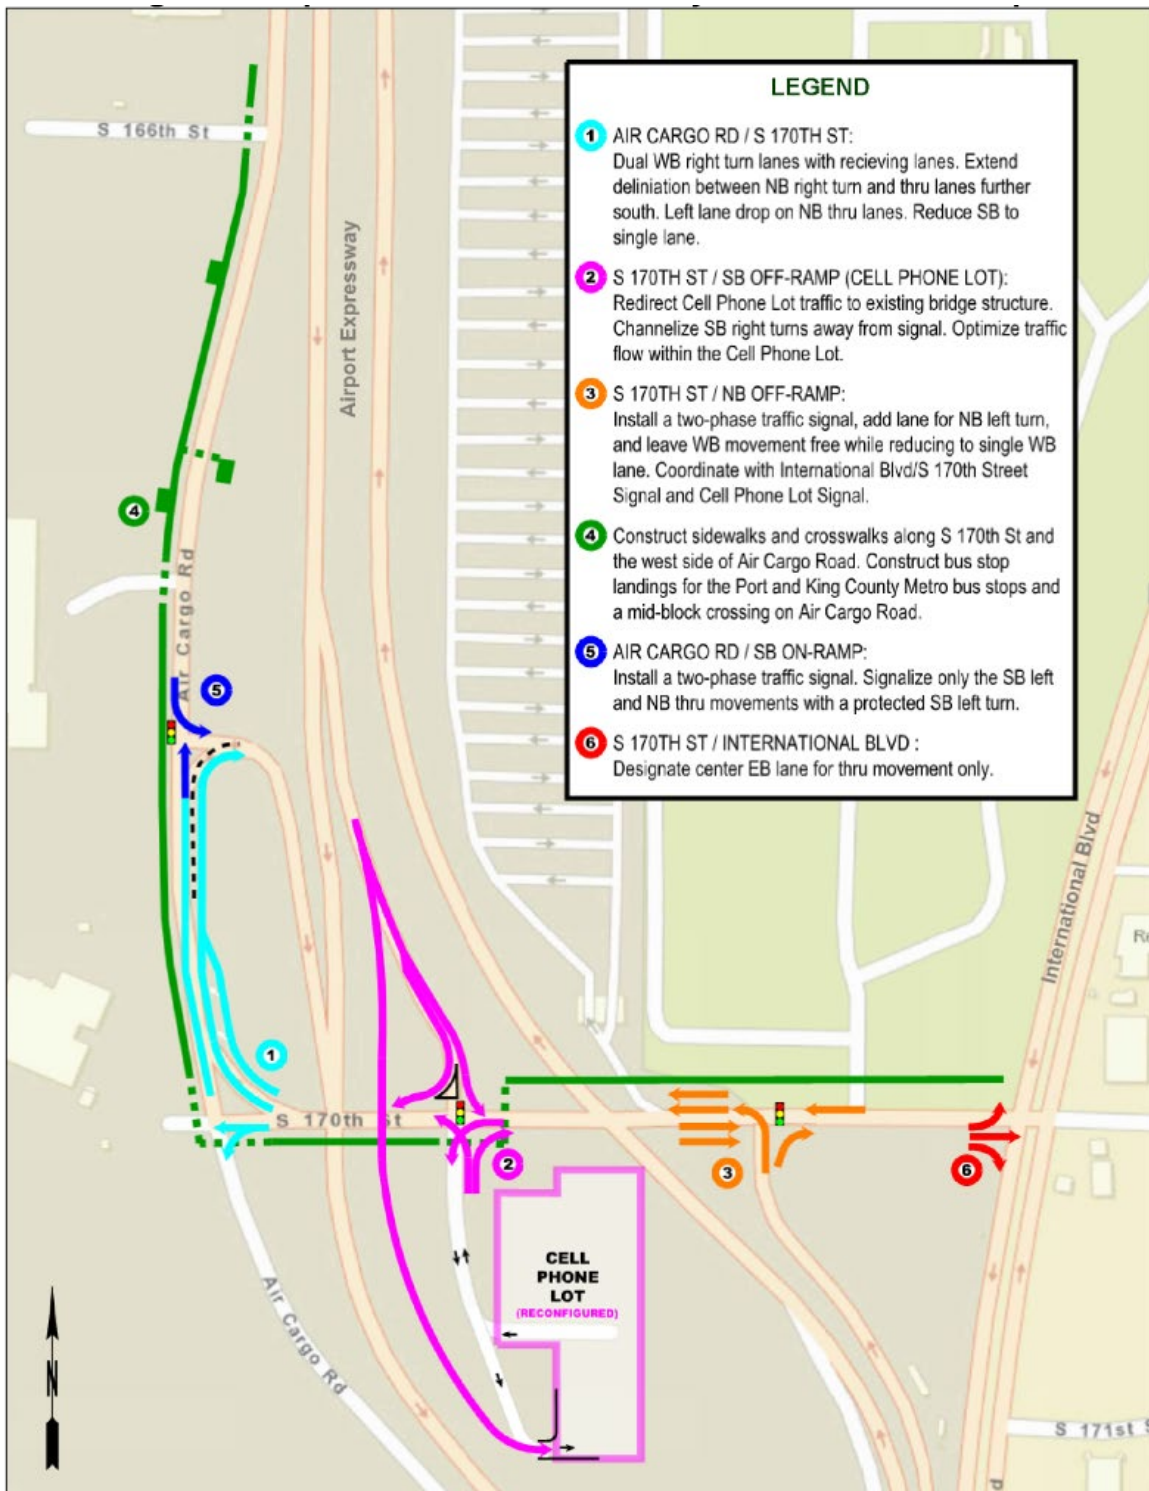 LEGEND
1 AIR CARGO RD / S 170TH ST:
Dual WB right turn lanes with recieving lanes. Extend
deliniation between NB right turn and thru lanes further
south. Left lane drop on NB thru lanes. Reduce SB to
single lane.
2 S 170TH ST / SB OFF-RAMP (CELL PHONE LOT):
Redirect Cell Phone Lot traffic to existing bridge structure.
Channelize SB right turns away from signal. Optimize traffic
flow within the Cell Phone Lot.
3 S 170TH ST / NB OFF-RAMP:
Install a two-phase traffic signal, add lane for NB left turn,
and leave WB movement free while reducing to single WB
lane. Coordinate with International Blvd/S 170th Street
Signal and Cell Phone Lot Signal.
4 Construct sidewalks and crosswalks along S 170th St and
the west side of Air Cargo Road. Construct bus stop
landings for the Port and King County Metro bus stops and
a mid-block crossing on Air Cargo Road.
5 AIR CARGO RD / SB ON-RAMP:
Install a two-phase traffic signal. Signalize only the SB left
and NB thru movements with a protected SB left turn.
6 S 170TH ST / INTERNATIONAL BLVD :
Designate center EB lane for thru movement only.
S 166th St
Airport Expressway
4
Air Cargo Rd
5
International Blvd
Re
1
S 170th St
2
3
6
CELL
PHONE
LOT
(RECONFIGURED)
Air Cargo Rd
N
S 171st S
d